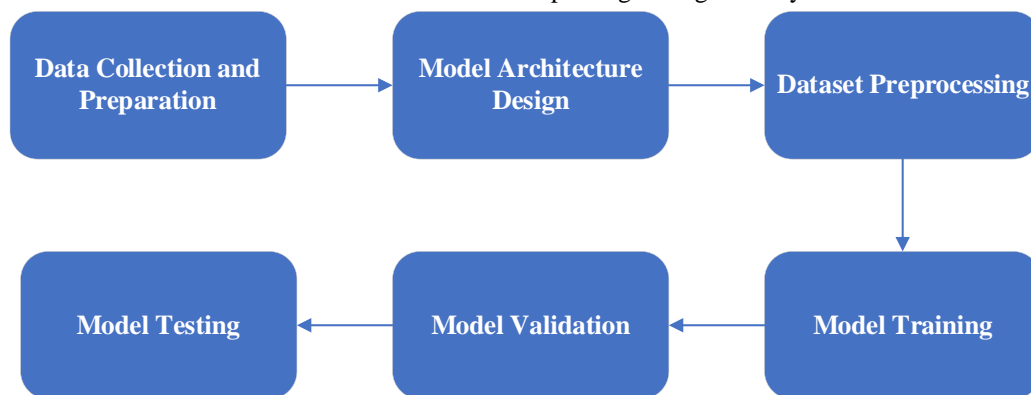 Data Collection and
Preparation
Model Architecture
Design
Dataset Preprocessing
Model Testing
Model Validation
Model Training